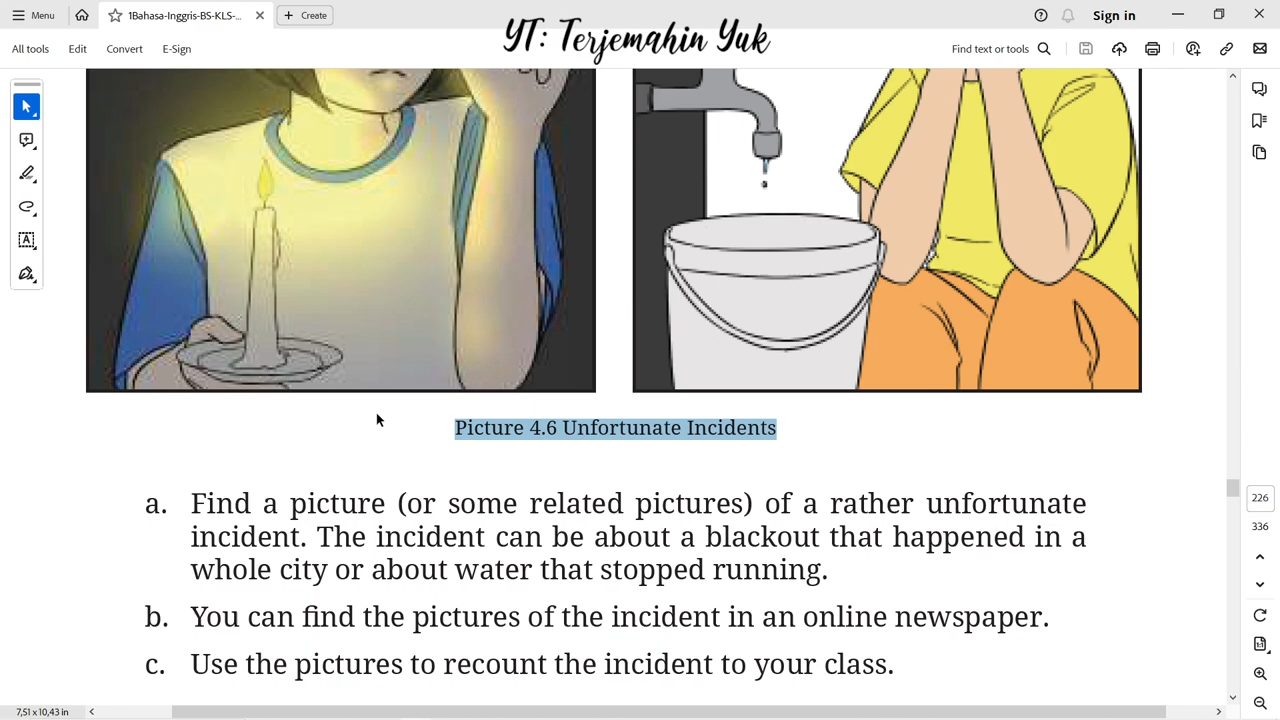 Menu
1Bahasa-Inggris-BS-KLS-...
Create
Sign in
All tools
Edit
Convert
E-Sign
YT: Terjemahin Yuk
Find text or tools
Picture 4.6 Unfortunate Incidents
a. Find a picture (or some related pictures) of a rather unfortunate
incident. The incident can be about a blackout that happened in a
whole city or about water that stopped running.
b. You can find the pictures of the incident in an online newspaper.
c. Use the pictures to recount the incident to your class.
226
336
7,51 x 10,43 in